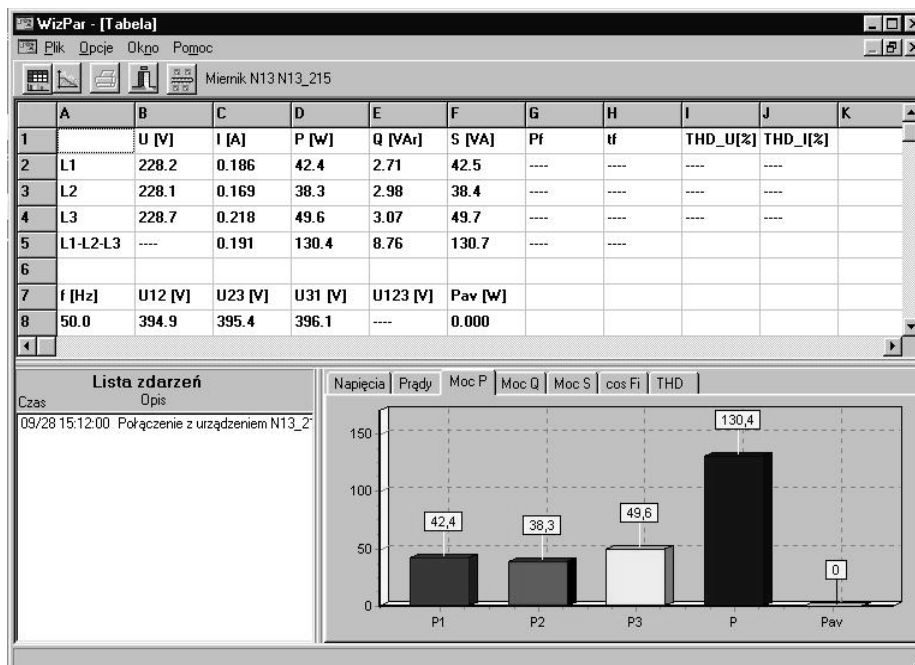 WizPar - [Tabela]
Plik Opcje Okno Pomoc
Miernik N13 N13_215
A B C D E F G H I J K
1 U [V] I [A] P [W] Q [VAr] S [VA] Pf tf THD_U[%] THD_I[%]
2 L1 228.2 0.186 42.4 2.71 42.5 ---- ---- ---- ----
3 L2 228.1 0.169 38.3 2.98 38.4 ---- ---- ---- ----
4 L3 228.7 0.218 49.6 3.07 49.7 ---- ---- ---- ----
5 L1-L2-L3 ---- 0.191 130.4 8.76 130.7 ---- ----
6
7 f [Hz] U12 [V] U23 [V] U31 [V] U123 [V] Pav [W]
8 50.0 394.9 395.4 396.1 ---- 0.000
Lista zdarzeń
Czas Opis
09/28 15:12:00 Połączenie z urządzeniem N13_2
Napięcia Prądy Moc P Moc Q Moc S cos Fi THD
130,4
150
100
49,6
42,4
38,3
50
0
0
P1 P2 P3 P Pav